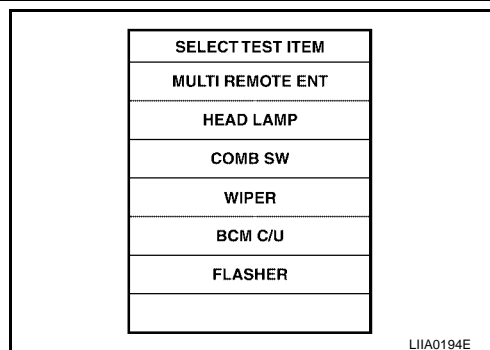 SELECT TEST ITEM
MULTI REMOTE ENT
HEAD LAMP
COMB SW
WIPER
BCM C/U
FLASHER
LIIA0194E